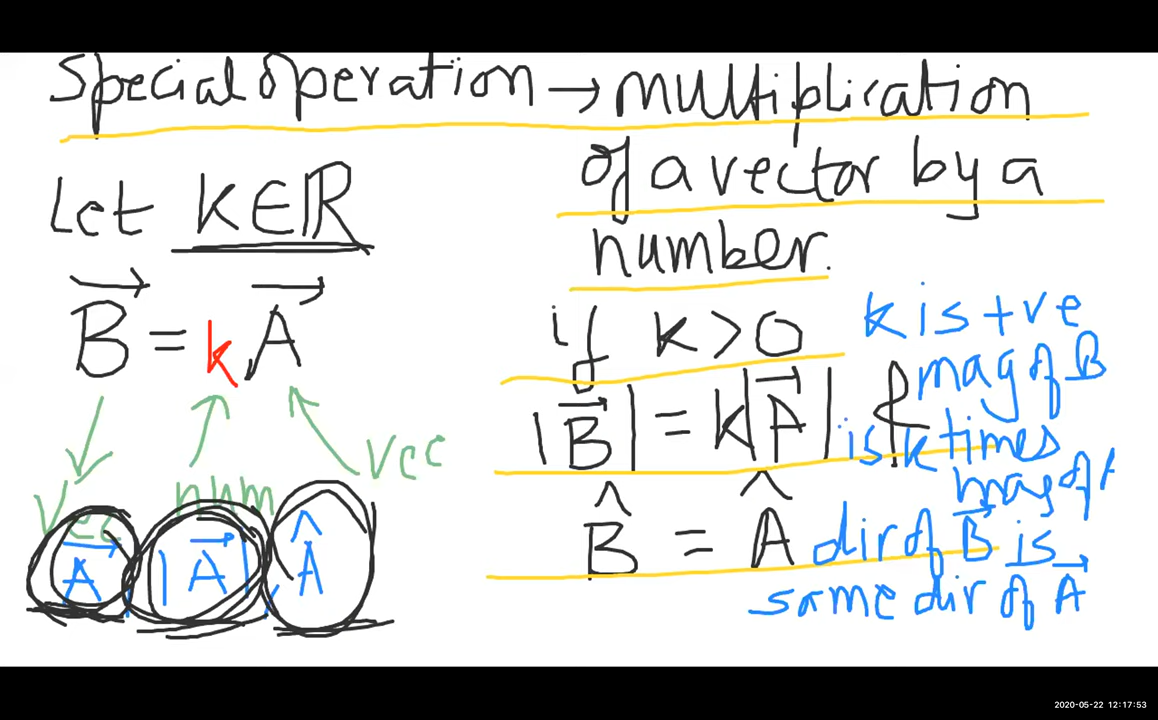 Special operation → multiplication
of a vector by a
number.
Let K∈ℝ
B⃗ = k A⃗
Vec
num
Vec
A⃗ |A⃗|, Â
if k > 0
|B⃗| = k|A⃗| &
B̂ = Â
k is +ve
mag of B
is k times
mag of A
dir of B⃗ is
same dir of A⃗
2020-05-22 12:17:53